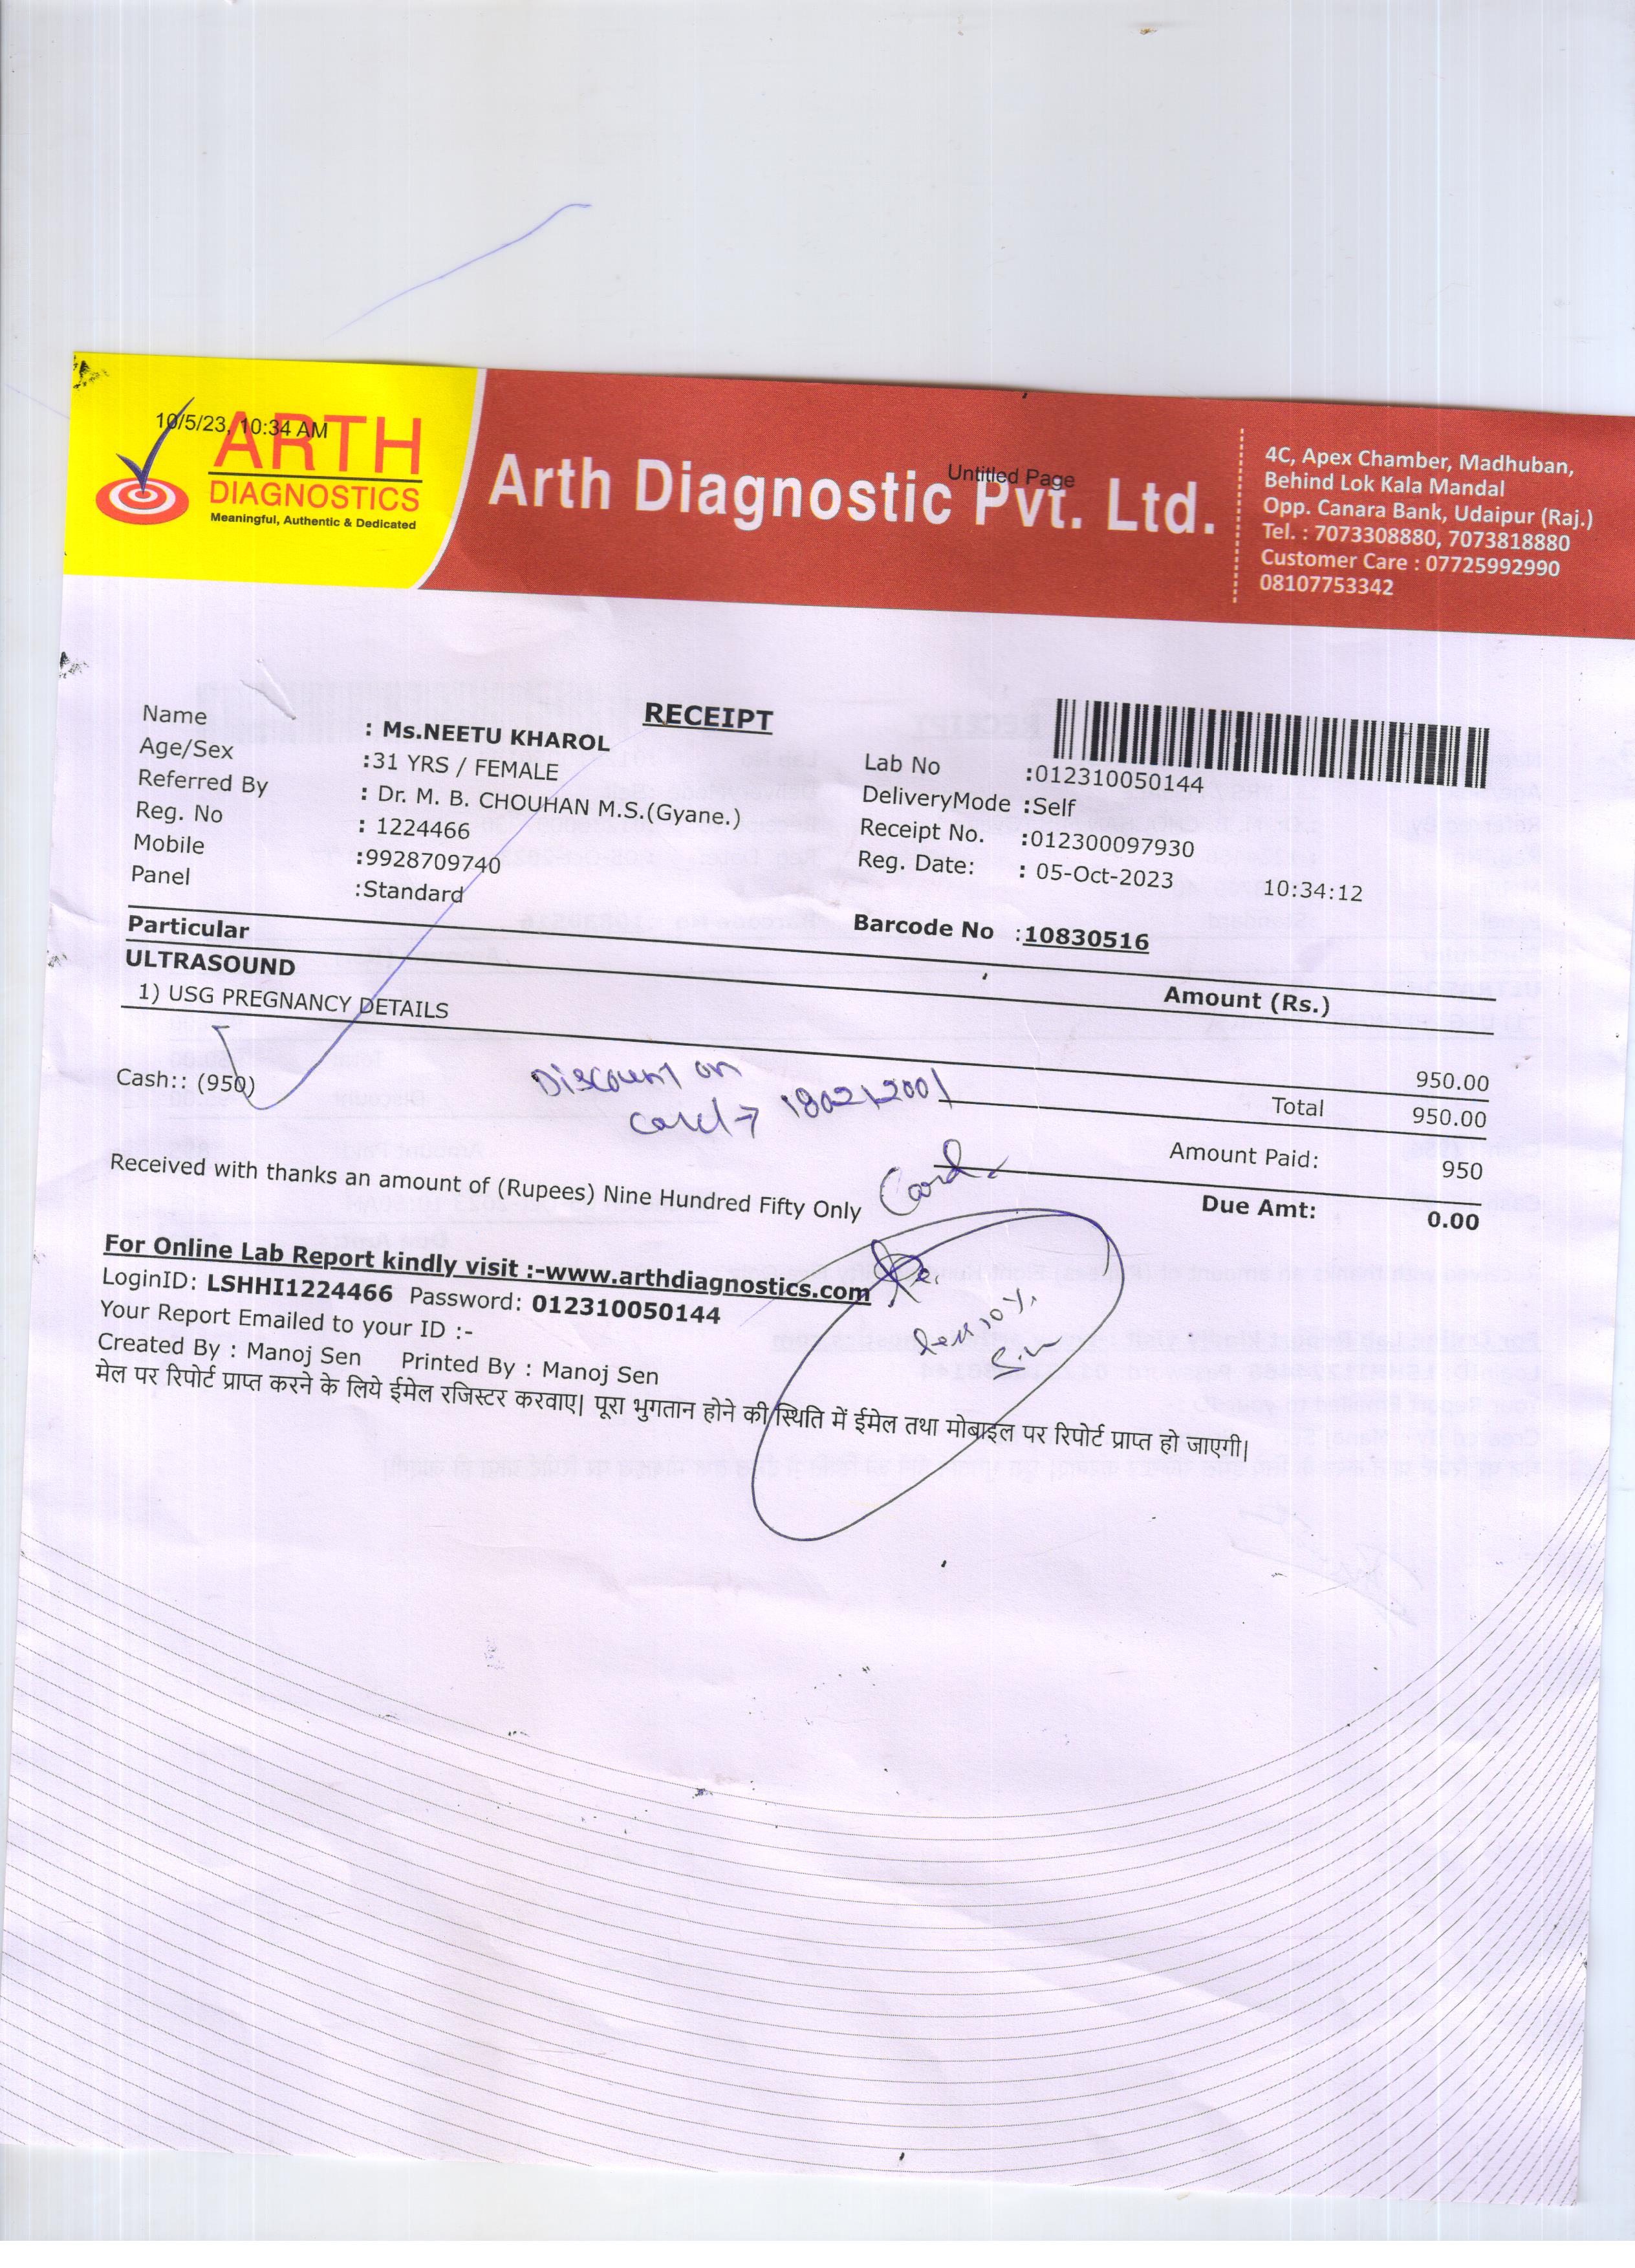 10/5/23, 10:34 AM
ARTH
DIAGNOSTICS
Meaningful, Authentic & Dedicated
Untitled Page
Arth Diagnostic Pvt. Ltd.
4C, Apex Chamber, Madhuban,
Behind Lok Kala Mandal
Opp. Canara Bank, Udaipur (Raj.)
Tel. : 7073308880, 7073818880
Customer Care : 07725992990
08107753342
RECEIPT
Name : Ms.NEETU KHAROL
Age/Sex :31 YRS / FEMALE
Referred By : Dr. M. B. CHOUHAN M.S.(Gyane.)
Reg. No : 1224466
Mobile :9928709740
Panel :Standard
Lab No :012310050144
DeliveryMode :Self
Receipt No. :012300097930
Reg. Date: : 05-Oct-2023 10:34:12
Barcode No :10830516
Particular Amount (Rs.)
ULTRASOUND
1) USG PREGNANCY DETAILS 950.00
Total 950.00
Cash:: (950)
Discount on
Card → 180212001
Amount Paid: 950
Card
Due Amt: 0.00
Received with thanks an amount of (Rupees) Nine Hundred Fifty Only
For Online Lab Report kindly visit :-www.arthdiagnostics.com
LoginID: LSHHI1224466 Password: 012310050144
Your Report Emailed to your ID :-
Created By : Manoj Sen Printed By : Manoj Sen
मेल पर रिपोर्ट प्राप्त करने के लिये ईमेल रजिस्टर करवाए। पूरा भुगतान होने की स्थिति में ईमेल तथा मोबाइल पर रिपोर्ट प्राप्त हो जाएगी।